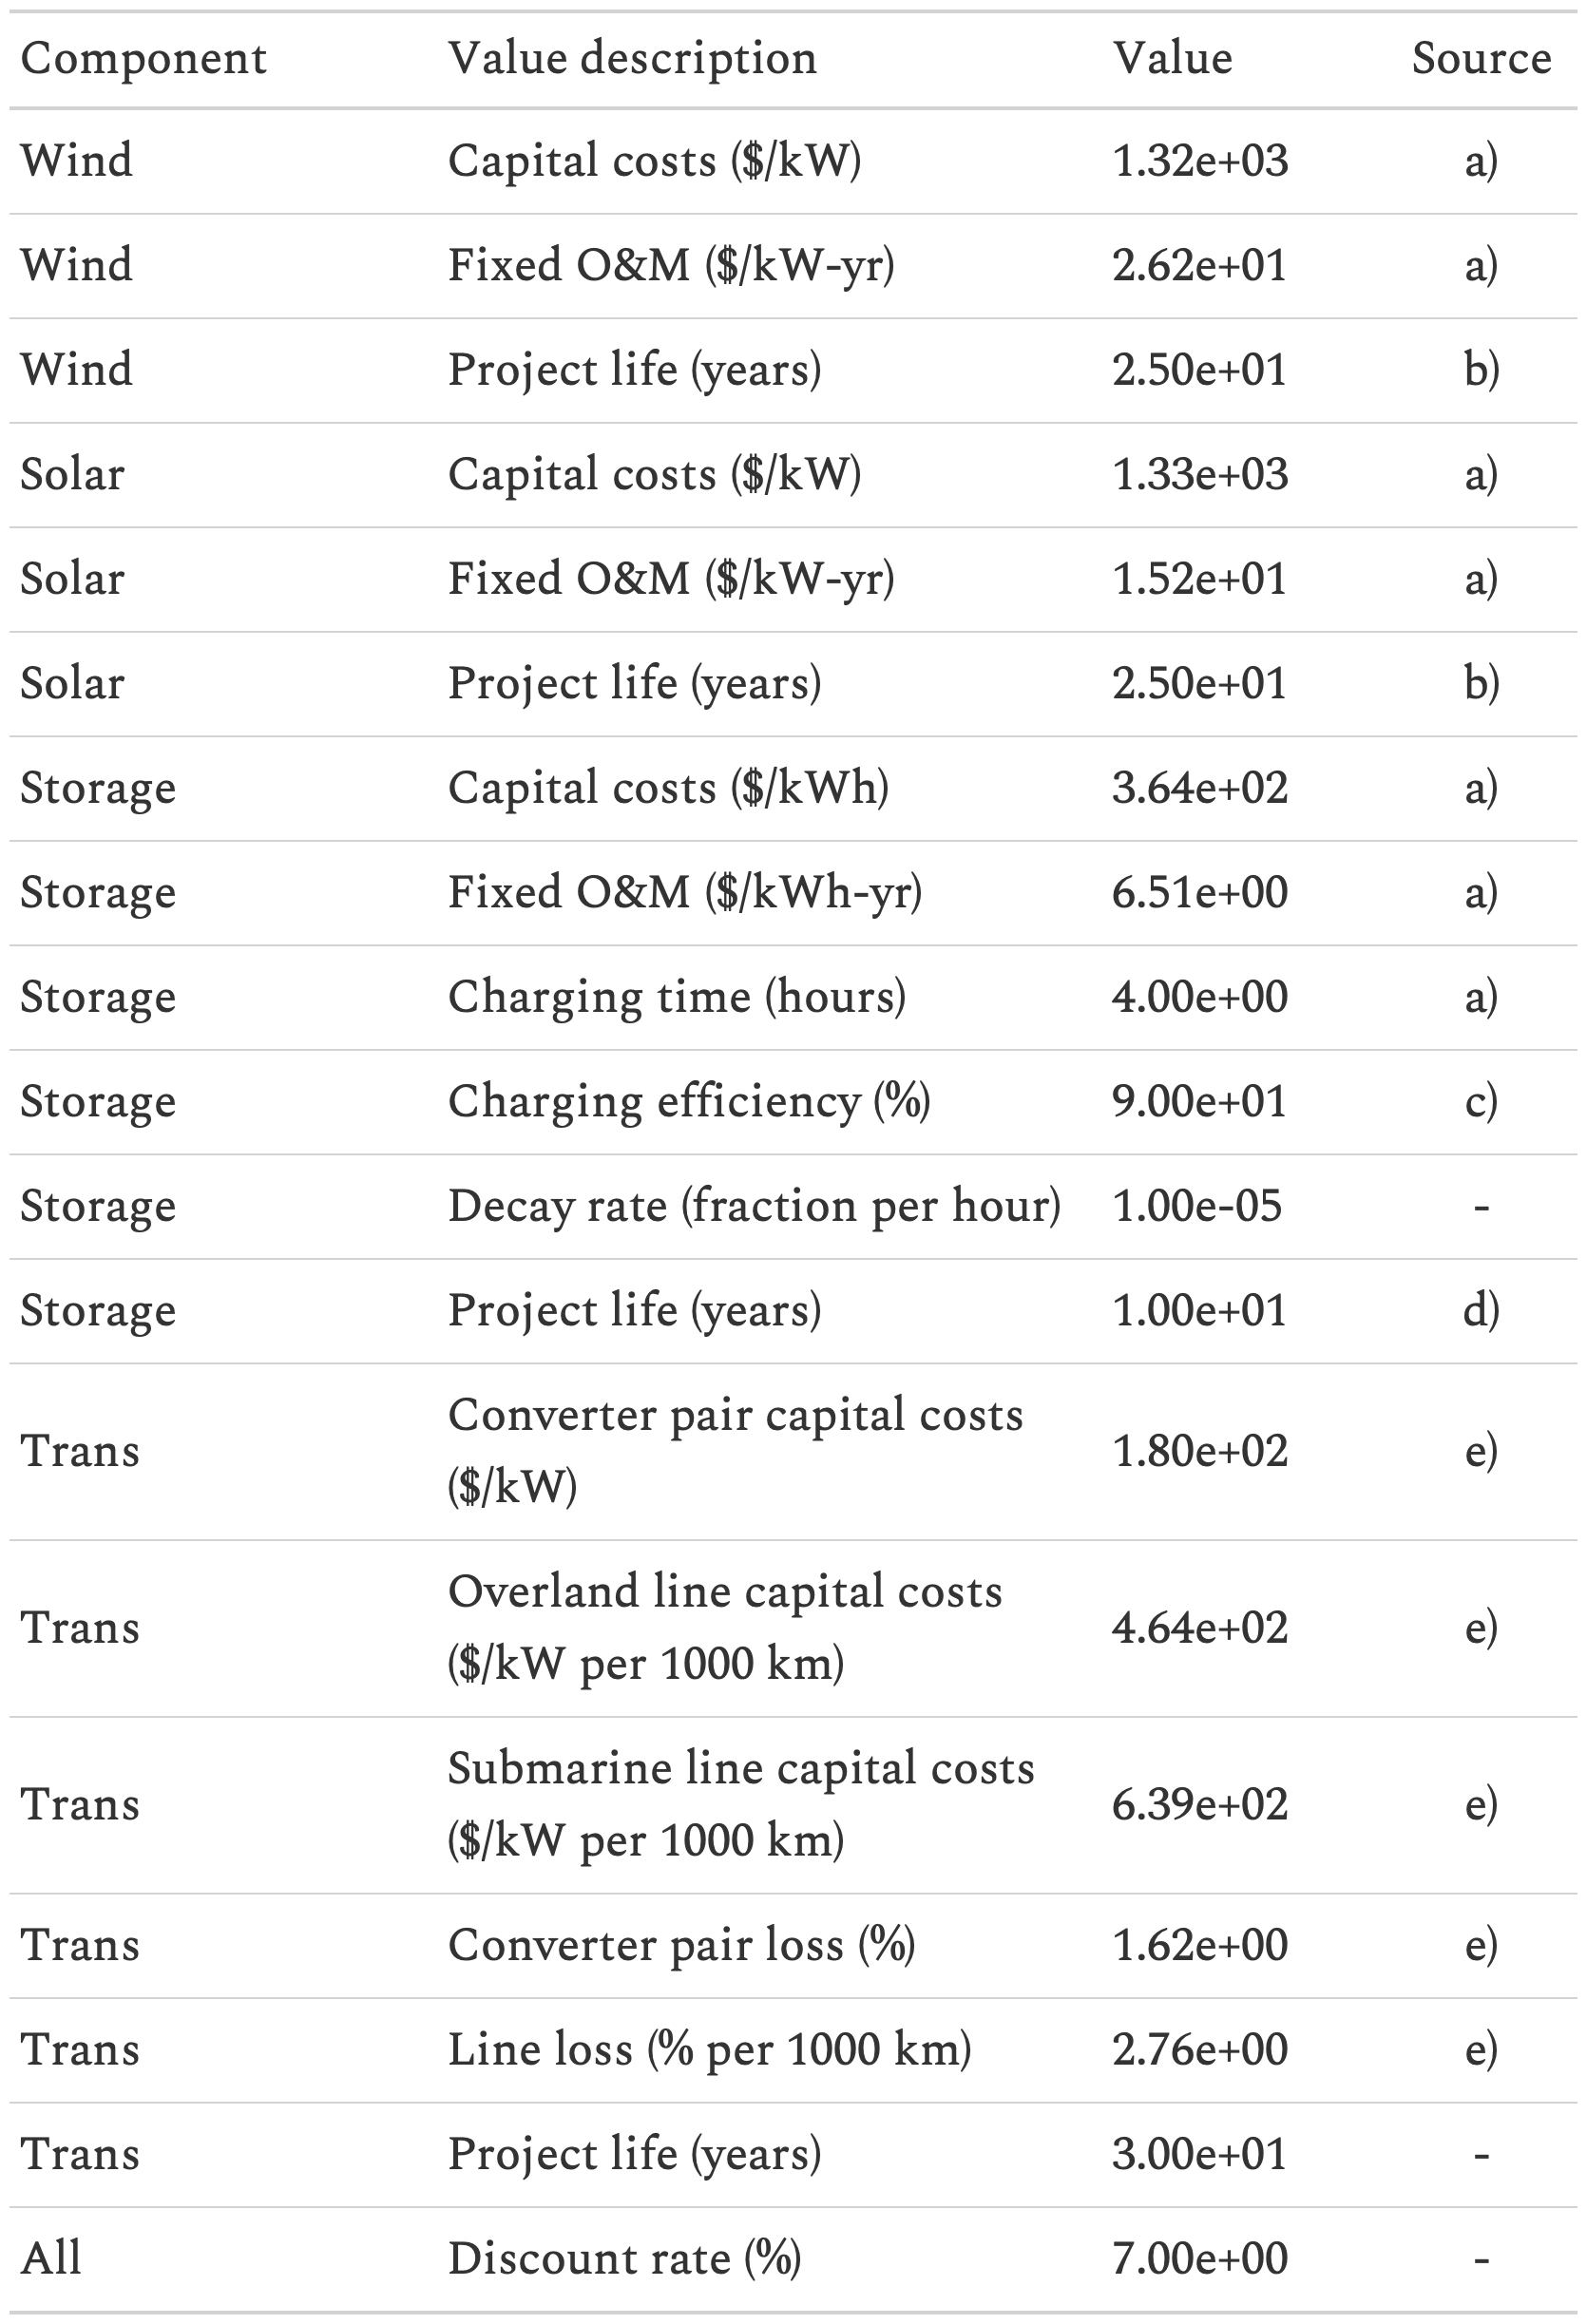 Component Value description Value Source
Wind Capital costs ($/kW) 1.32e+03 a)
Wind Fixed O&M ($/kW-yr) 2.62e+01 a)
Wind Project life (years) 2.50e+01 b)
Solar Capital costs ($/kW) 1.33e+03 a)
Solar Fixed O&M ($/kW-yr) 1.52e+01 a)
Solar Project life (years) 2.50e+01 b)
Storage Capital costs ($/kWh) 3.64e+02 a)
Storage Fixed O&M ($/kWh-yr) 6.51e+00 a)
Storage Charging time (hours) 4.00e+00 a)
Storage Charging efficiency (%) 9.00e+01 c)
Storage Decay rate (fraction per hour) 1.00e-05 -
Storage Project life (years) 1.00e+01 d)
Trans Converter pair capital costs
($/kW) 1.80e+02 e)
Trans Overland line capital costs
($/kW per 1000 km) 4.64e+02 e)
Trans Submarine line capital costs
($/kW per 1000 km) 6.39e+02 e)
Trans Converter pair loss (%) 1.62e+00 e)
Trans Line loss (% per 1000 km) 2.76e+00 e)
Trans Project life (years) 3.00e+01 -
All Discount rate (%) 7.00e+00 -